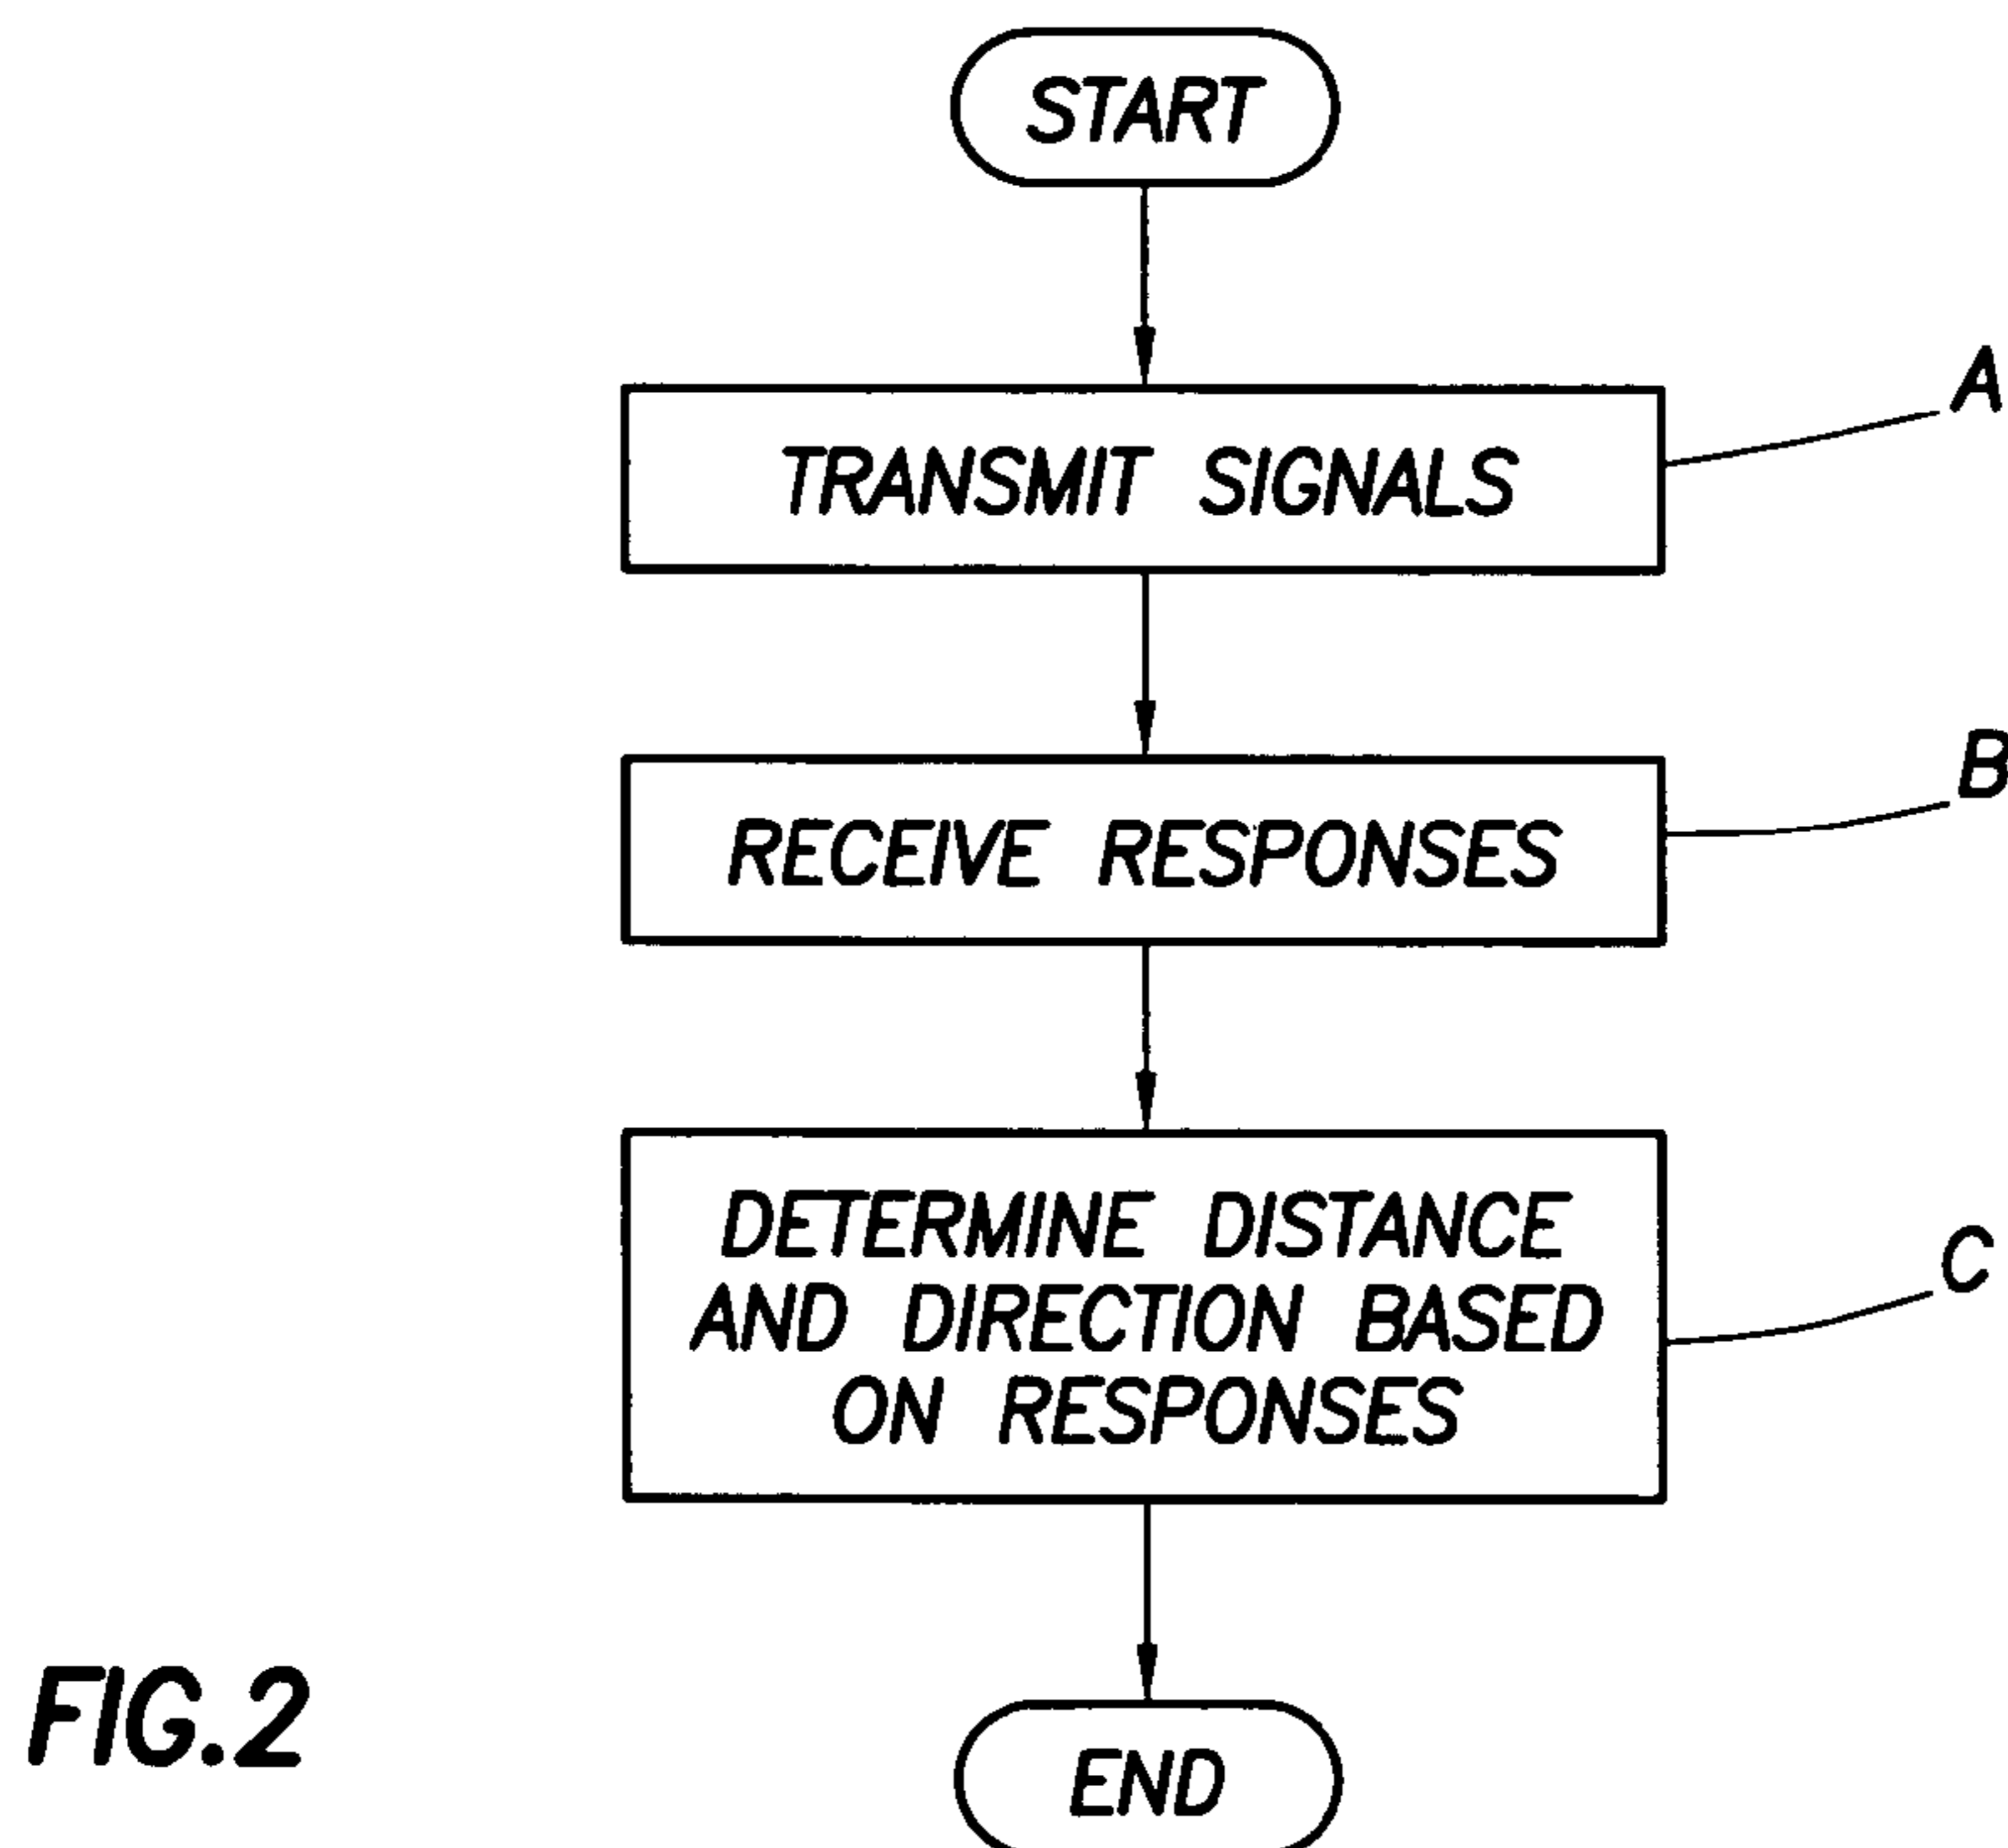 START
A
TRANSMIT SIGNALS
B
RECEIVE RESPONSES
DETERMINE DISTANCE
AND DIRECTION BASED
ON RESPONSES
C
FIG.2
END